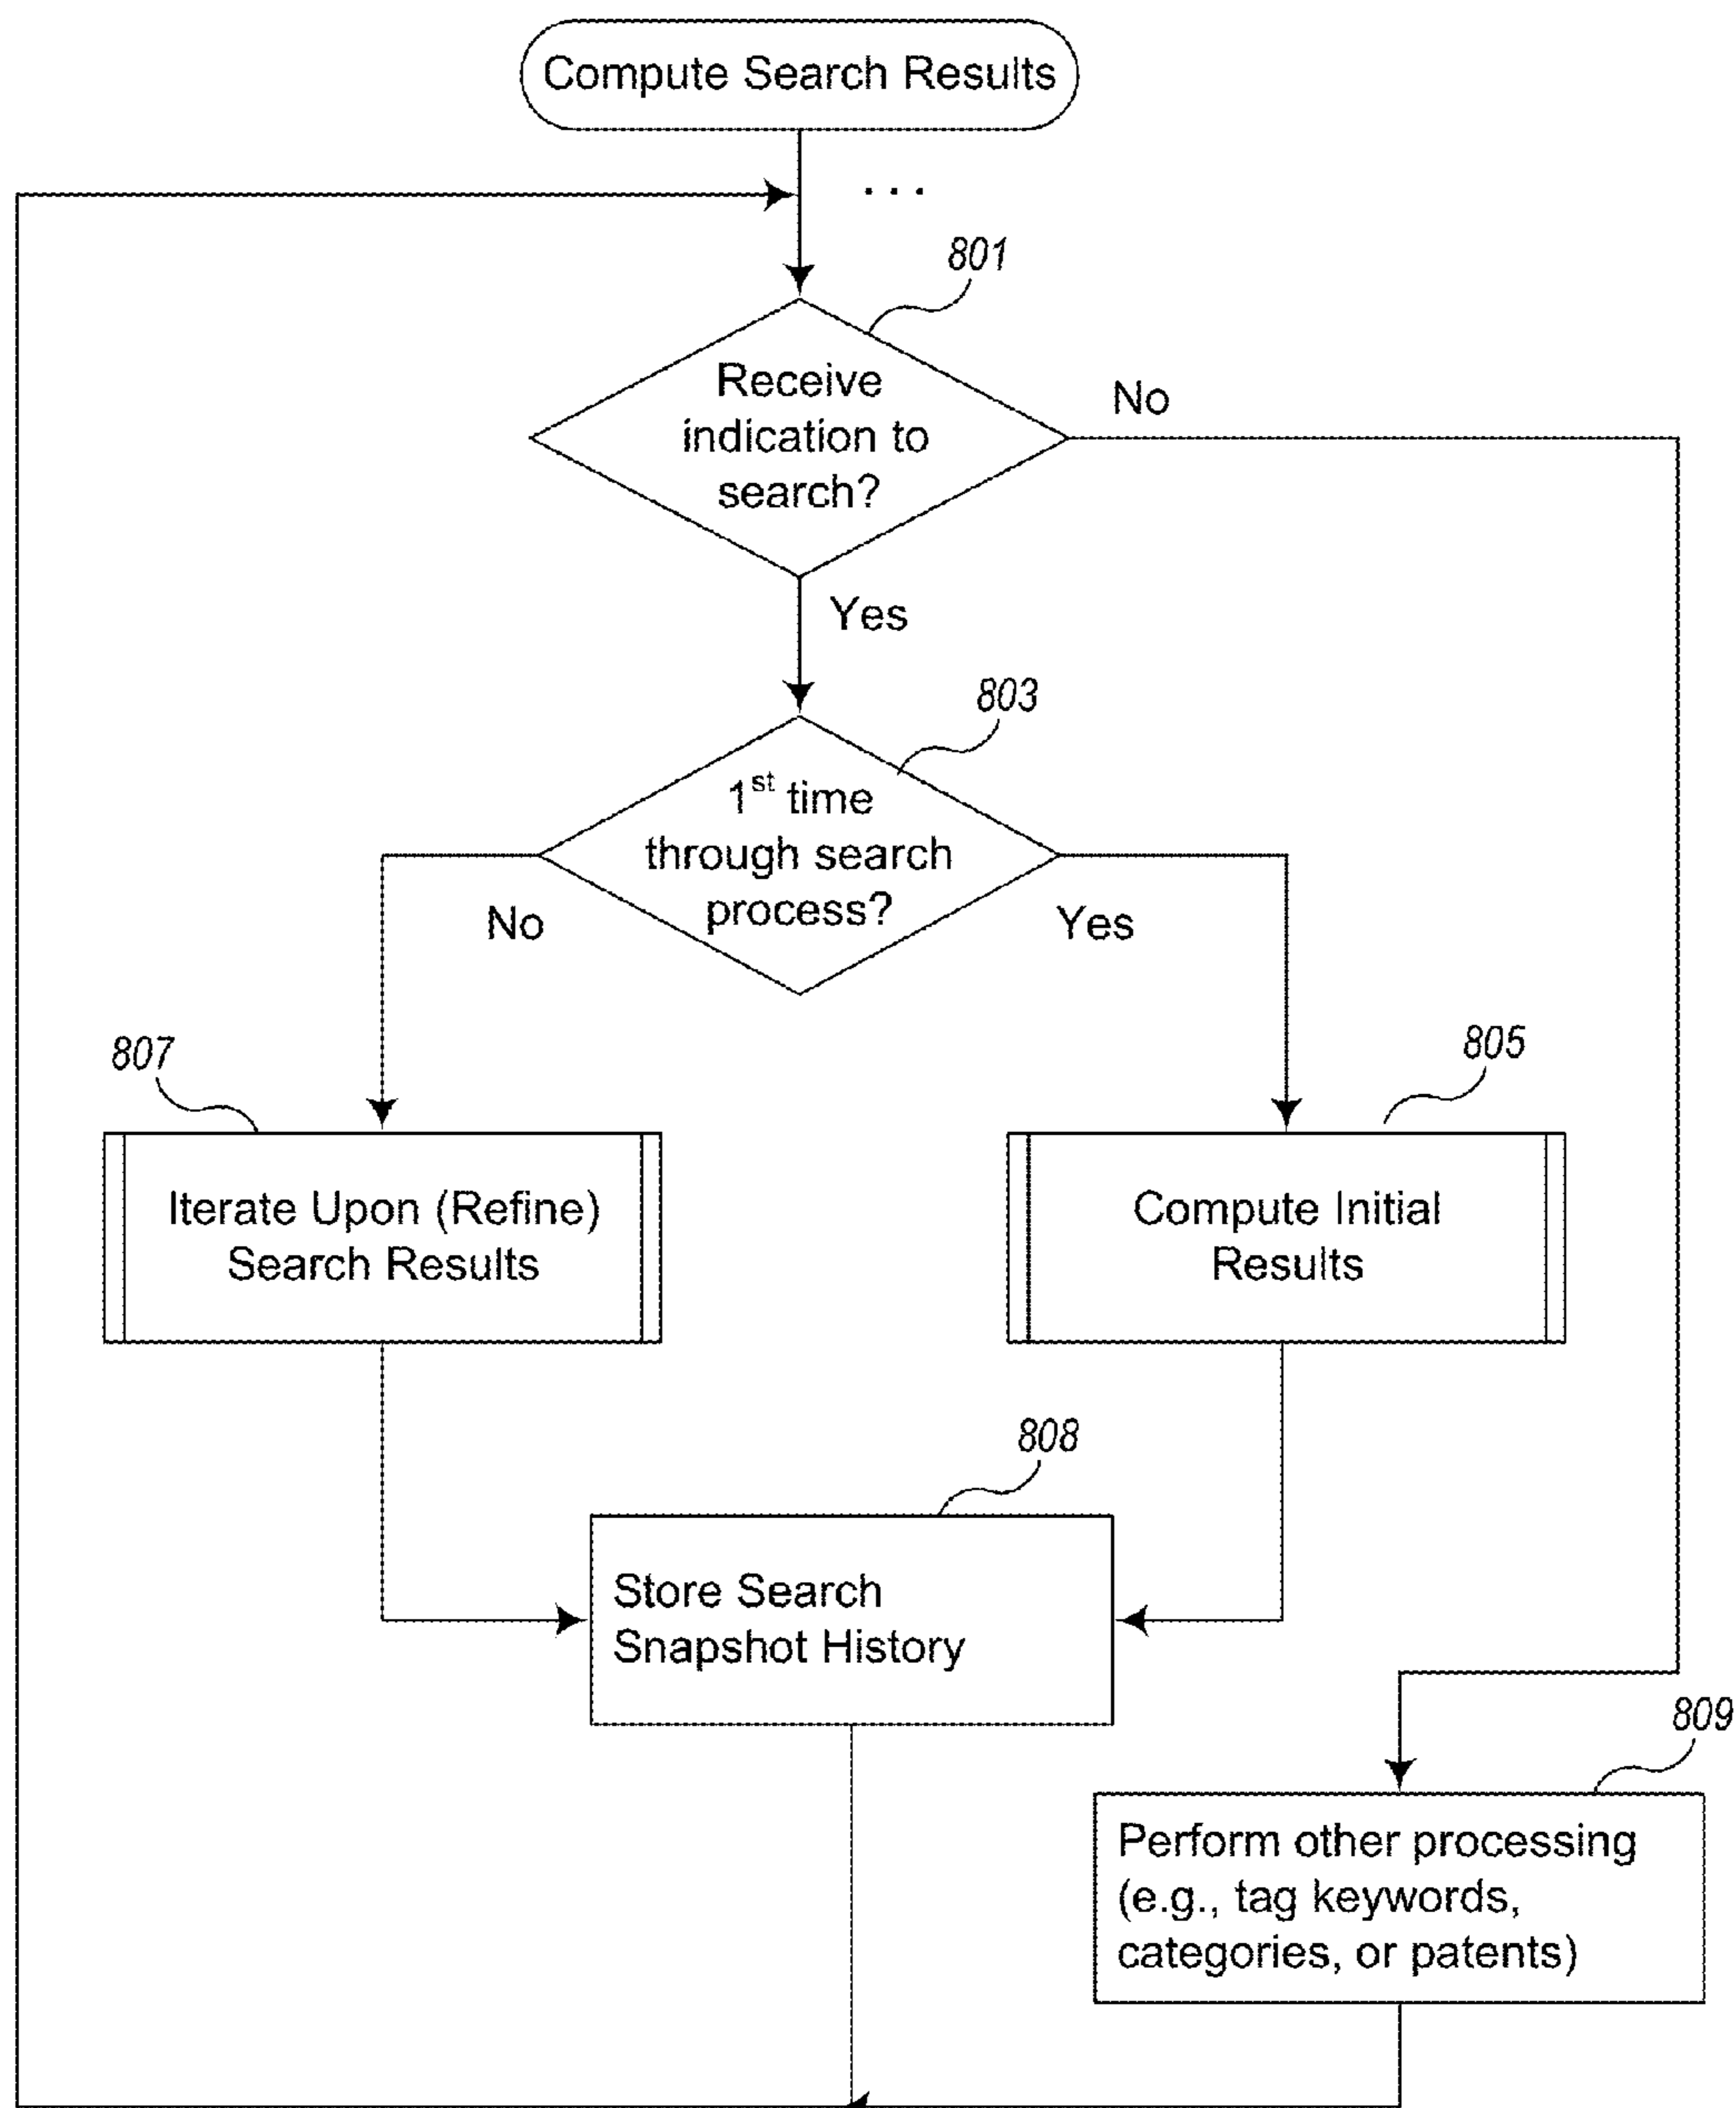 Compute Search Results
. . .
801
Receive
indication to
search?
No
Yes
803
1st time
through search
process?
No
Yes
807
805
Iterate Upon (Refine)
Search Results
Compute Initial
Results
808
Store Search
Snapshot History
809
Perform other processing
(e.g., tag keywords,
categories, or patents)